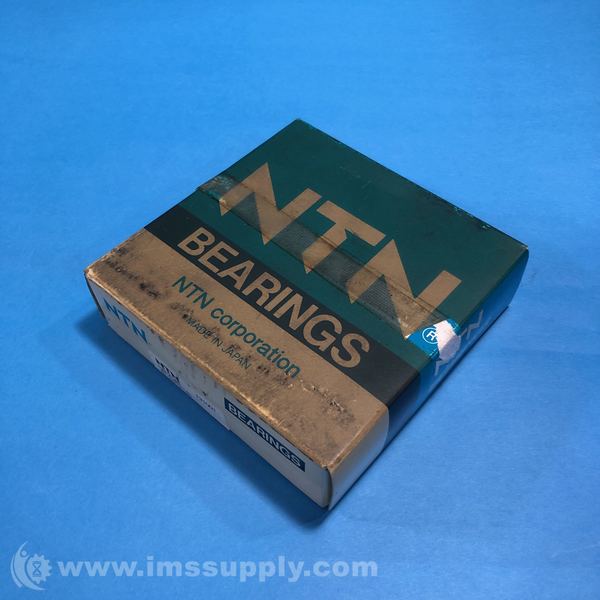 NTN
BEARINGS
NTN corporation
MADE IN JAPAN
NTN
BEARINGS
www.imssupply.com